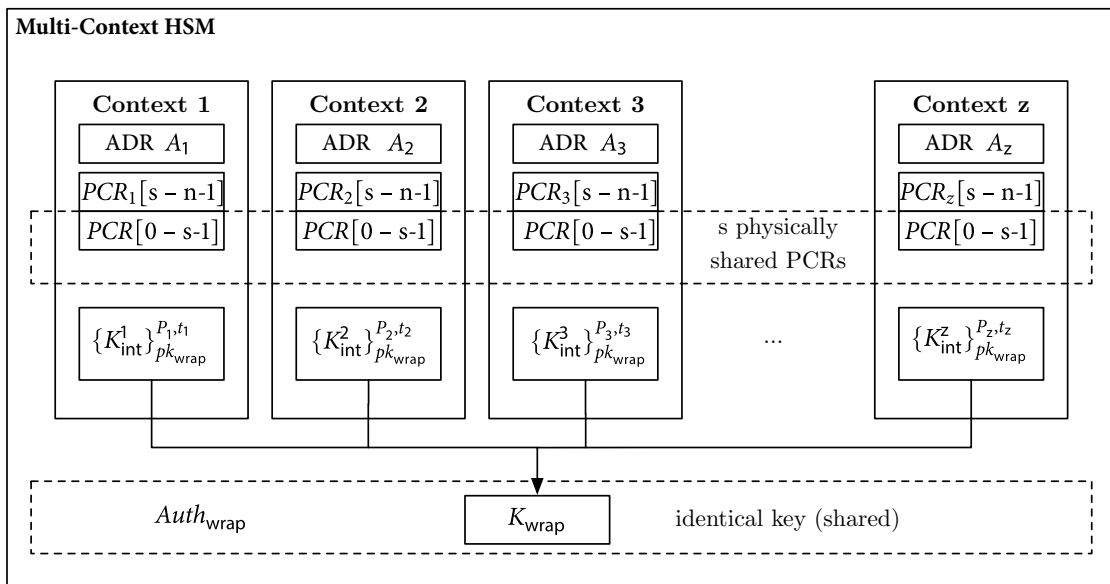 Multi-Context HSM
Context 1 Context 2 Context 3 Context z
ADR A₁ ADR A₂ ADR A₃ ADR A_z
PCR₁[s – n-1] PCR₂[s – n-1] PCR₃[s – n-1] PCR_z[s – n-1]
PCR[0 – s-1] PCR[0 – s-1] PCR[0 – s-1] s physically PCR[0 – s-1]
shared PCRs
{K¹_int}^{P₁,t₁}_{pk_wrap} {K²_int}^{P₂,t₂}_{pk_wrap} {K³_int}^{P₃,t₃}_{pk_wrap} ... {K^z_int}^{P_z,t_z}_{pk_wrap}
Auth_wrap K_wrap identical key (shared)